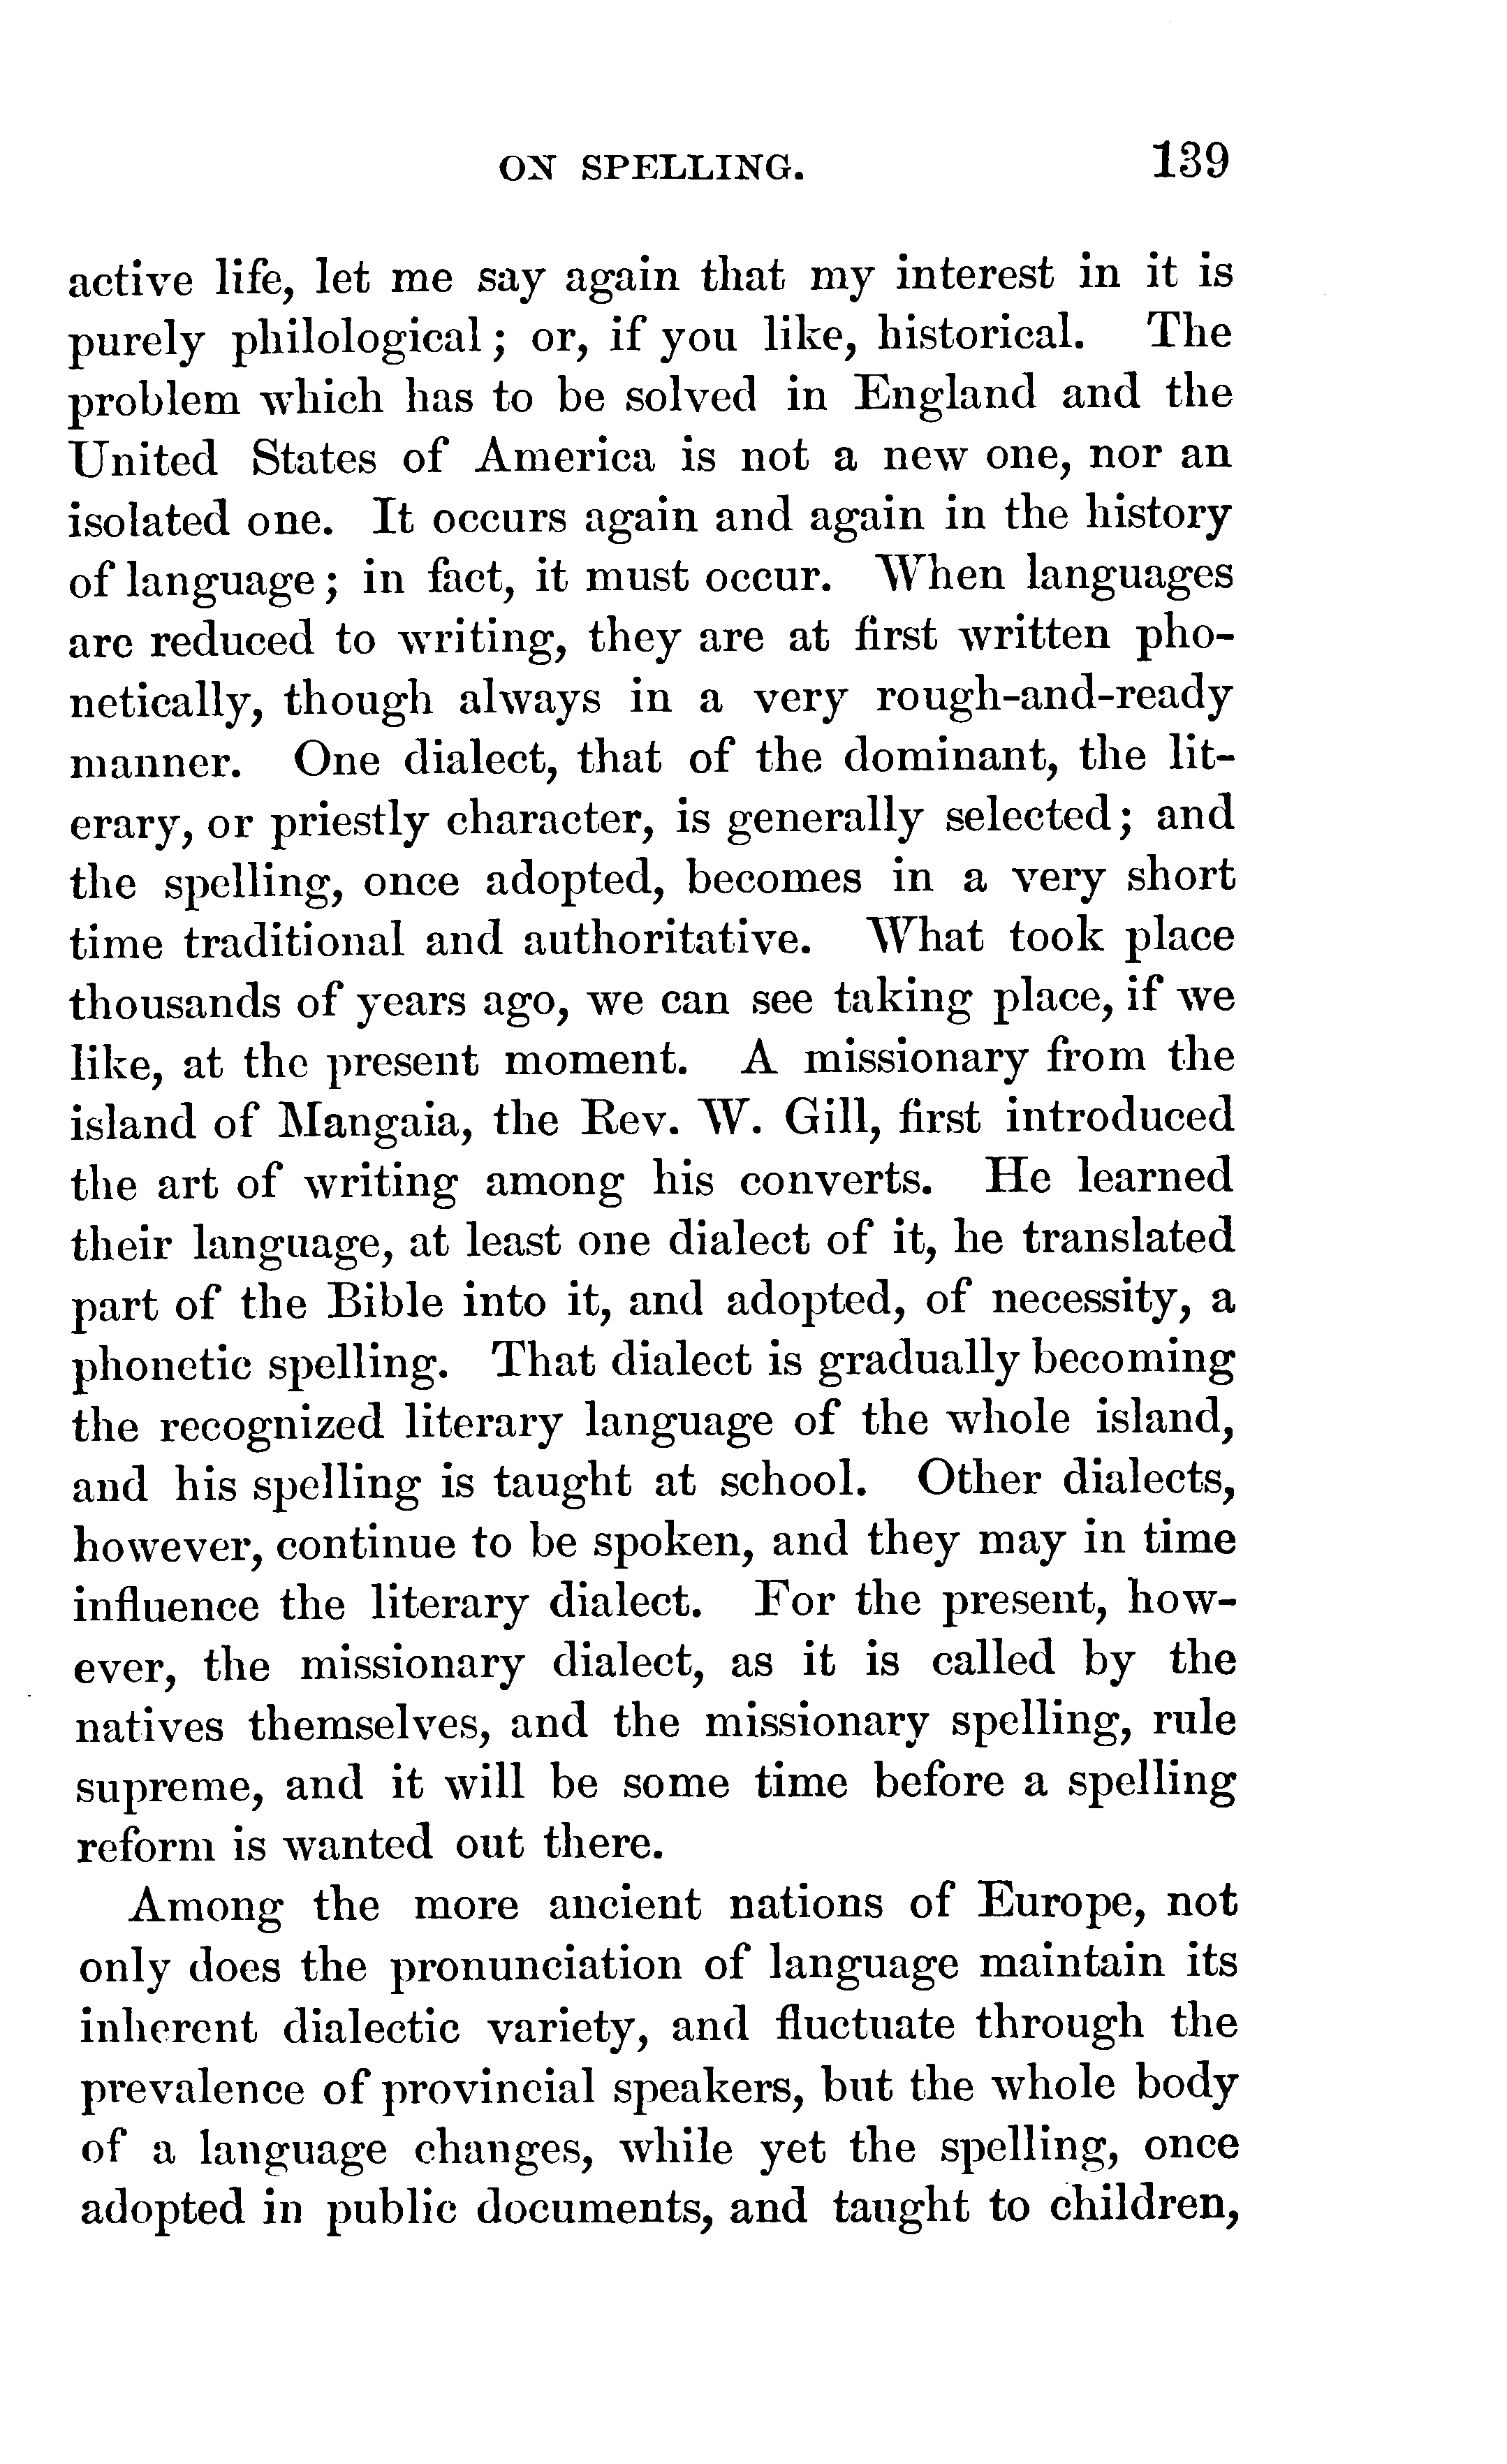 ON SPELLING. 139
active life, let me say again that my interest in it is
purely philological; or, if you like, historical. The
problem which has to be solved in England and the
United States of America is not a new one, nor an
isolated one. It occurs again and again in the history
of language; in fact, it must occur. When languages
are reduced to writing, they are at first written pho-
netically, though always in a very rough-and-ready
manner. One dialect, that of the dominant, the lit-
erary, or priestly character, is generally selected; and
the spelling, once adopted, becomes in a very short
time traditional and authoritative. What took place
thousands of years ago, we can see taking place, if we
like, at the present moment. A missionary from the
island of Mangaia, the Rev. W. Gill, first introduced
the art of writing among his converts. He learned
their language, at least one dialect of it, he translated
part of the Bible into it, and adopted, of necessity, a
phonetic spelling. That dialect is gradually becoming
the recognized literary language of the whole island,
and his spelling is taught at school. Other dialects,
however, continue to be spoken, and they may in time
influence the literary dialect. For the present, how-
ever, the missionary dialect, as it is called by the
natives themselves, and the missionary spelling, rule
supreme, and it will be some time before a spelling
reform is wanted out there.
Among the more ancient nations of Europe, not
only does the pronunciation of language maintain its
inherent dialectic variety, and fluctuate through the
prevalence of provincial speakers, but the whole body
of a language changes, while yet the spelling, once
adopted in public documents, and taught to children,